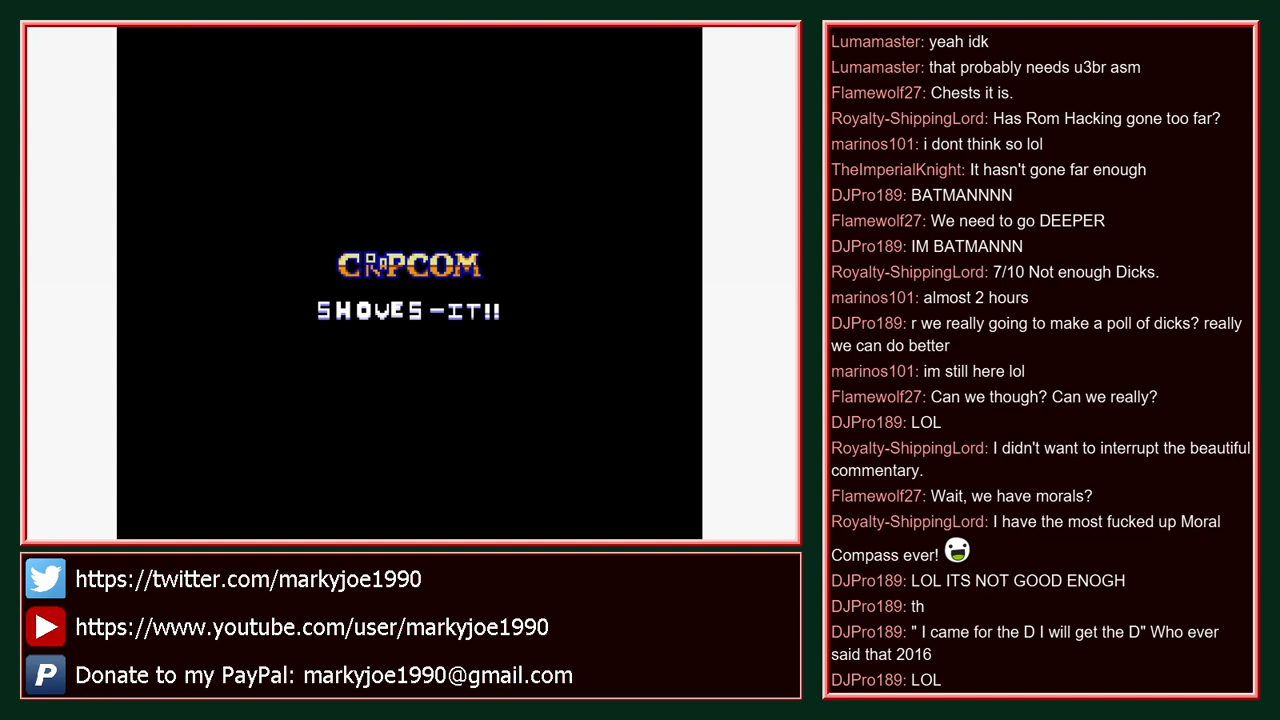 CRAPCOM
SHOVES-IT!!
https://twitter.com/markyjoe1990
https://www.youtube.com/user/markyjoe1990
Donate to my PayPal: markyjoe1990@gmail.com
Lumamaster: yeah idk
Lumamaster: that probably needs u3br asm
Flamewolf27: Chests it is.
Royalty-ShippingLord: Has Rom Hacking gone too far?
marinos101: i dont think so lol
TheImperialKnight: It hasn't gone far enough
DJPro189: BATMANNNN
Flamewolf27: We need to go DEEPER
DJPro189: IM BATMANNN
Royalty-ShippingLord: 7/10 Not enough Dicks.
marinos101: almost 2 hours
DJPro189: r we really going to make a poll of dicks? really
we can do better
marinos101: im still here lol
Flamewolf27: Can we though? Can we really?
DJPro189: LOL
Royalty-ShippingLord: I didn't want to interrupt the beautiful
commentary.
Flamewolf27: Wait, we have morals?
Royalty-ShippingLord: I have the most fucked up Moral
Compass ever!
DJPro189: LOL ITS NOT GOOD ENOGH
DJPro189: th
DJPro189: " I came for the D I will get the D" Who ever
said that 2016
DJPro189: LOL